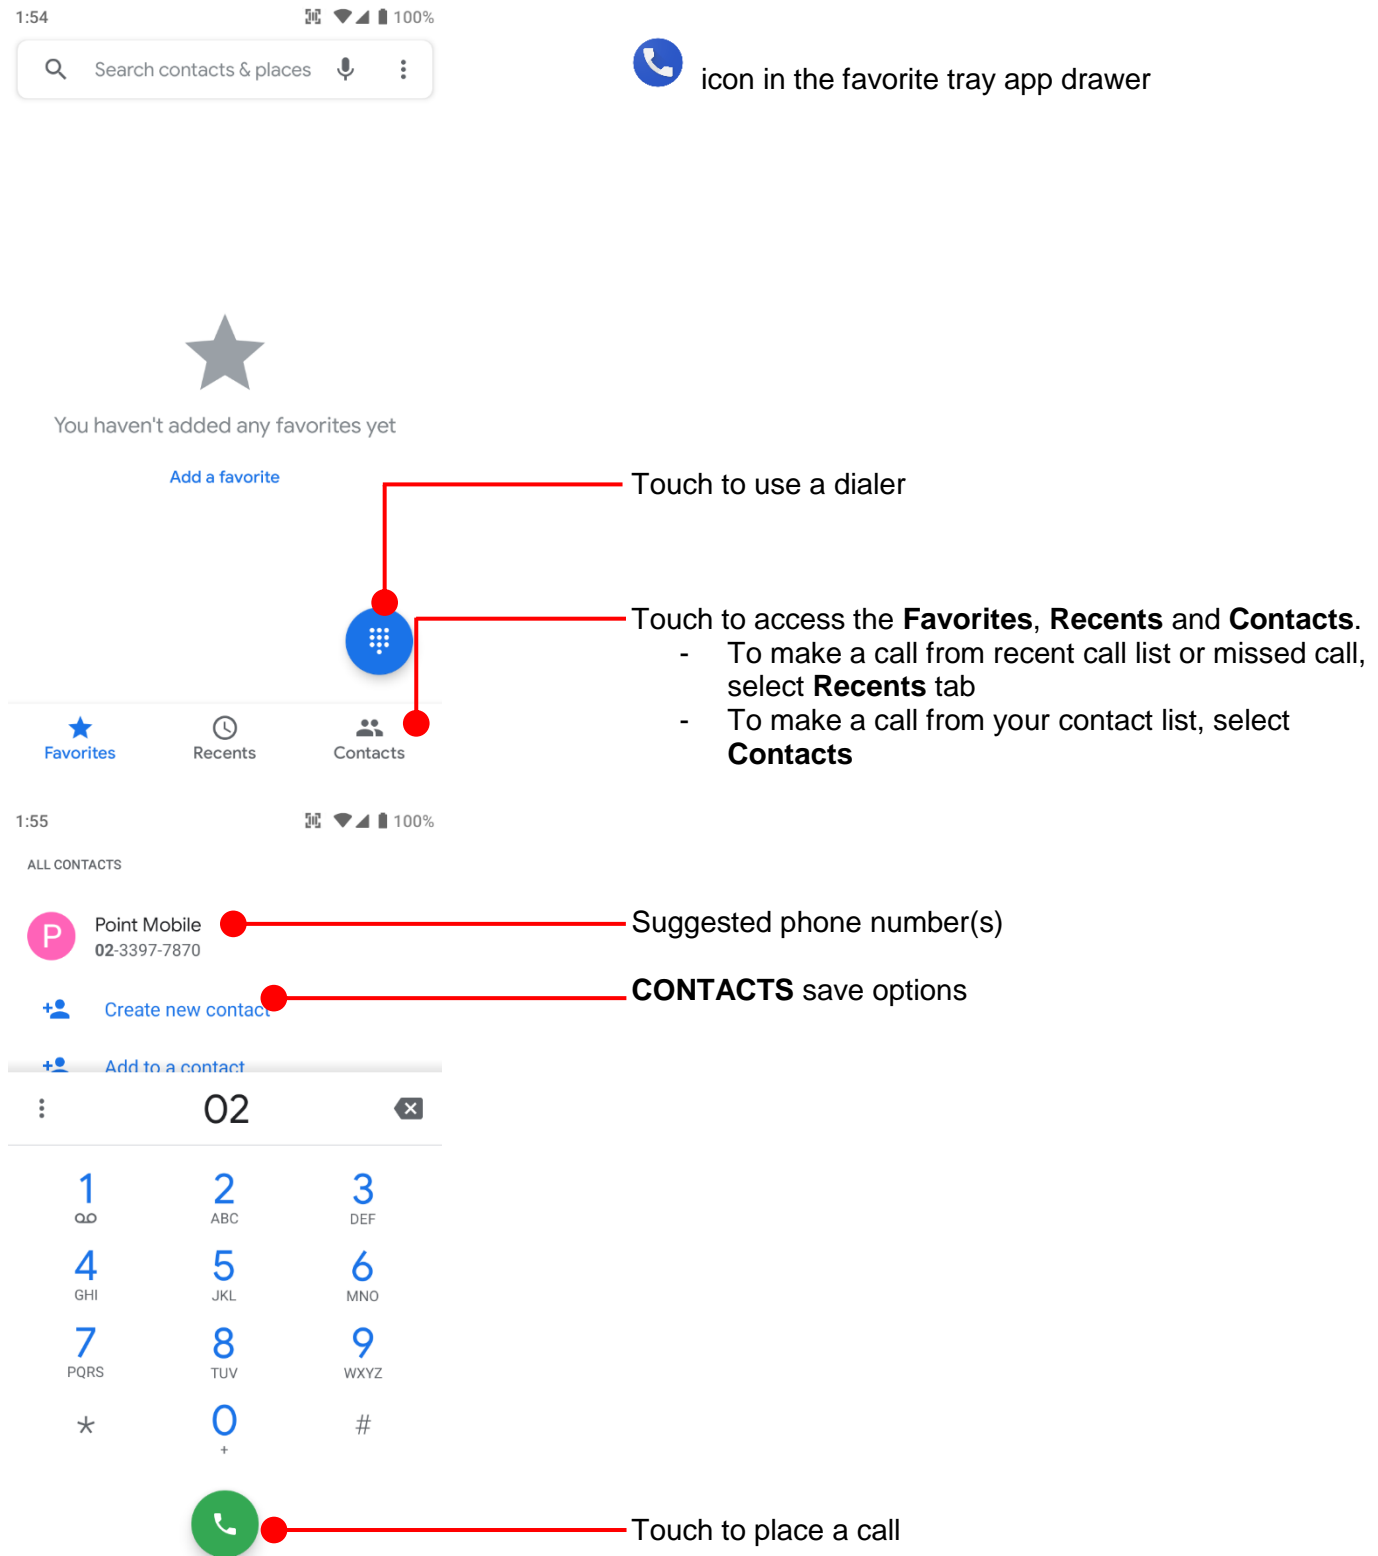 1:54
100%
Search contacts & places
icon in the favorite tray app drawer
You haven't added any favorites yet
Add a favorite
Touch to use a dialer
Touch to access the Favorites, Recents and Contacts.
- To make a call from recent call list or missed call,
select Recents tab
- To make a call from your contact list, select
Contacts
Favorites
Recents
Contacts
1:55
100%
ALL CONTACTS
P
Point Mobile
02-3397-7870
Suggested phone number(s)
Create new contact
CONTACTS save options
Add to a contact
02
1
2
ABC
3
DEF
4
GHI
5
JKL
6
MNO
7
PQRS
8
TUV
9
WXYZ
*
0
+
#
Touch to place a call